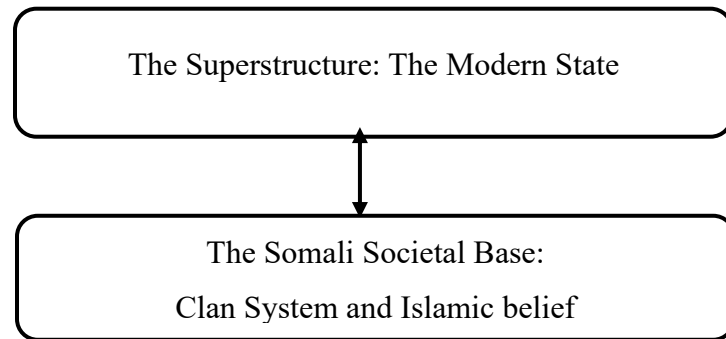 The Superstructure: The Modern State
The Somali Societal Base:
Clan System and Islamic belief